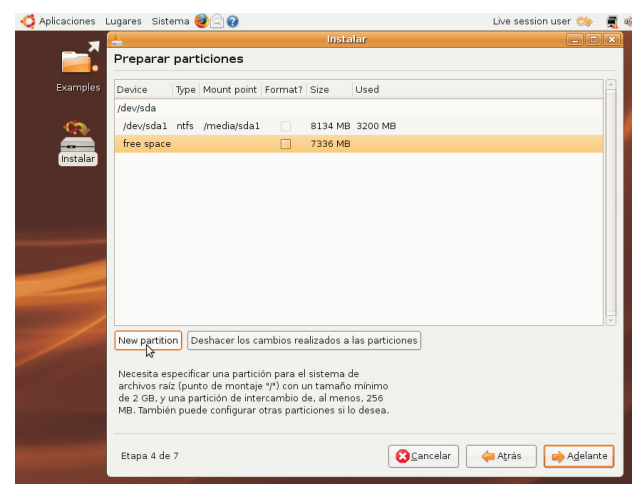 Aplicaciones Lugares Sistema Live session user
Instalar
Preparar particiones
Examples
Instalar
Device Type Mount point Format? Size Used
/dev/sda
/dev/sda1 ntfs /media/sda1 8134 MB 3200 MB
free space 7336 MB
New partition Deshacer los cambios realizados a las particiones
Necesita especificar una partición para el sistema de
archivos raíz (punto de montaje "/") con un tamaño mínimo
de 2 GB, y una partición de intercambio de, al menos, 256
MB. También puede configurar otras particiones si lo desea.
Etapa 4 de 7 Cancelar Atrás Adelante